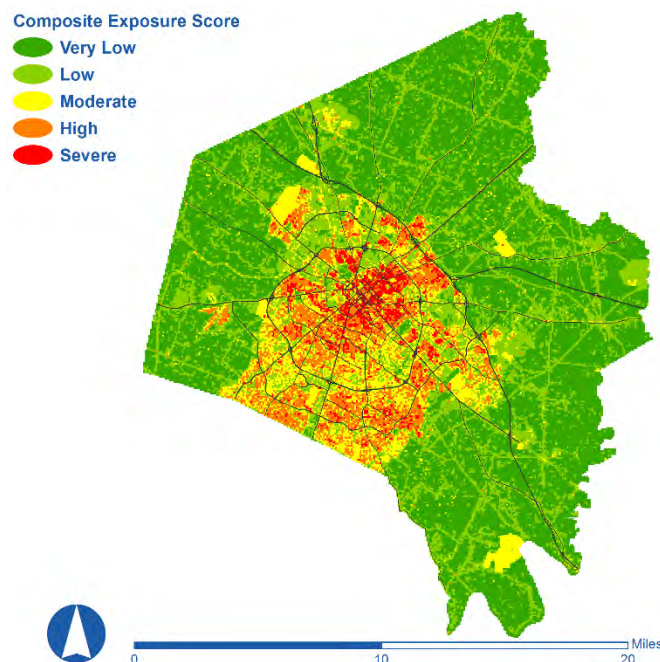 Composite Exposure Score
Very Low
Low
Moderate
High
Severe
Miles
0 10 20